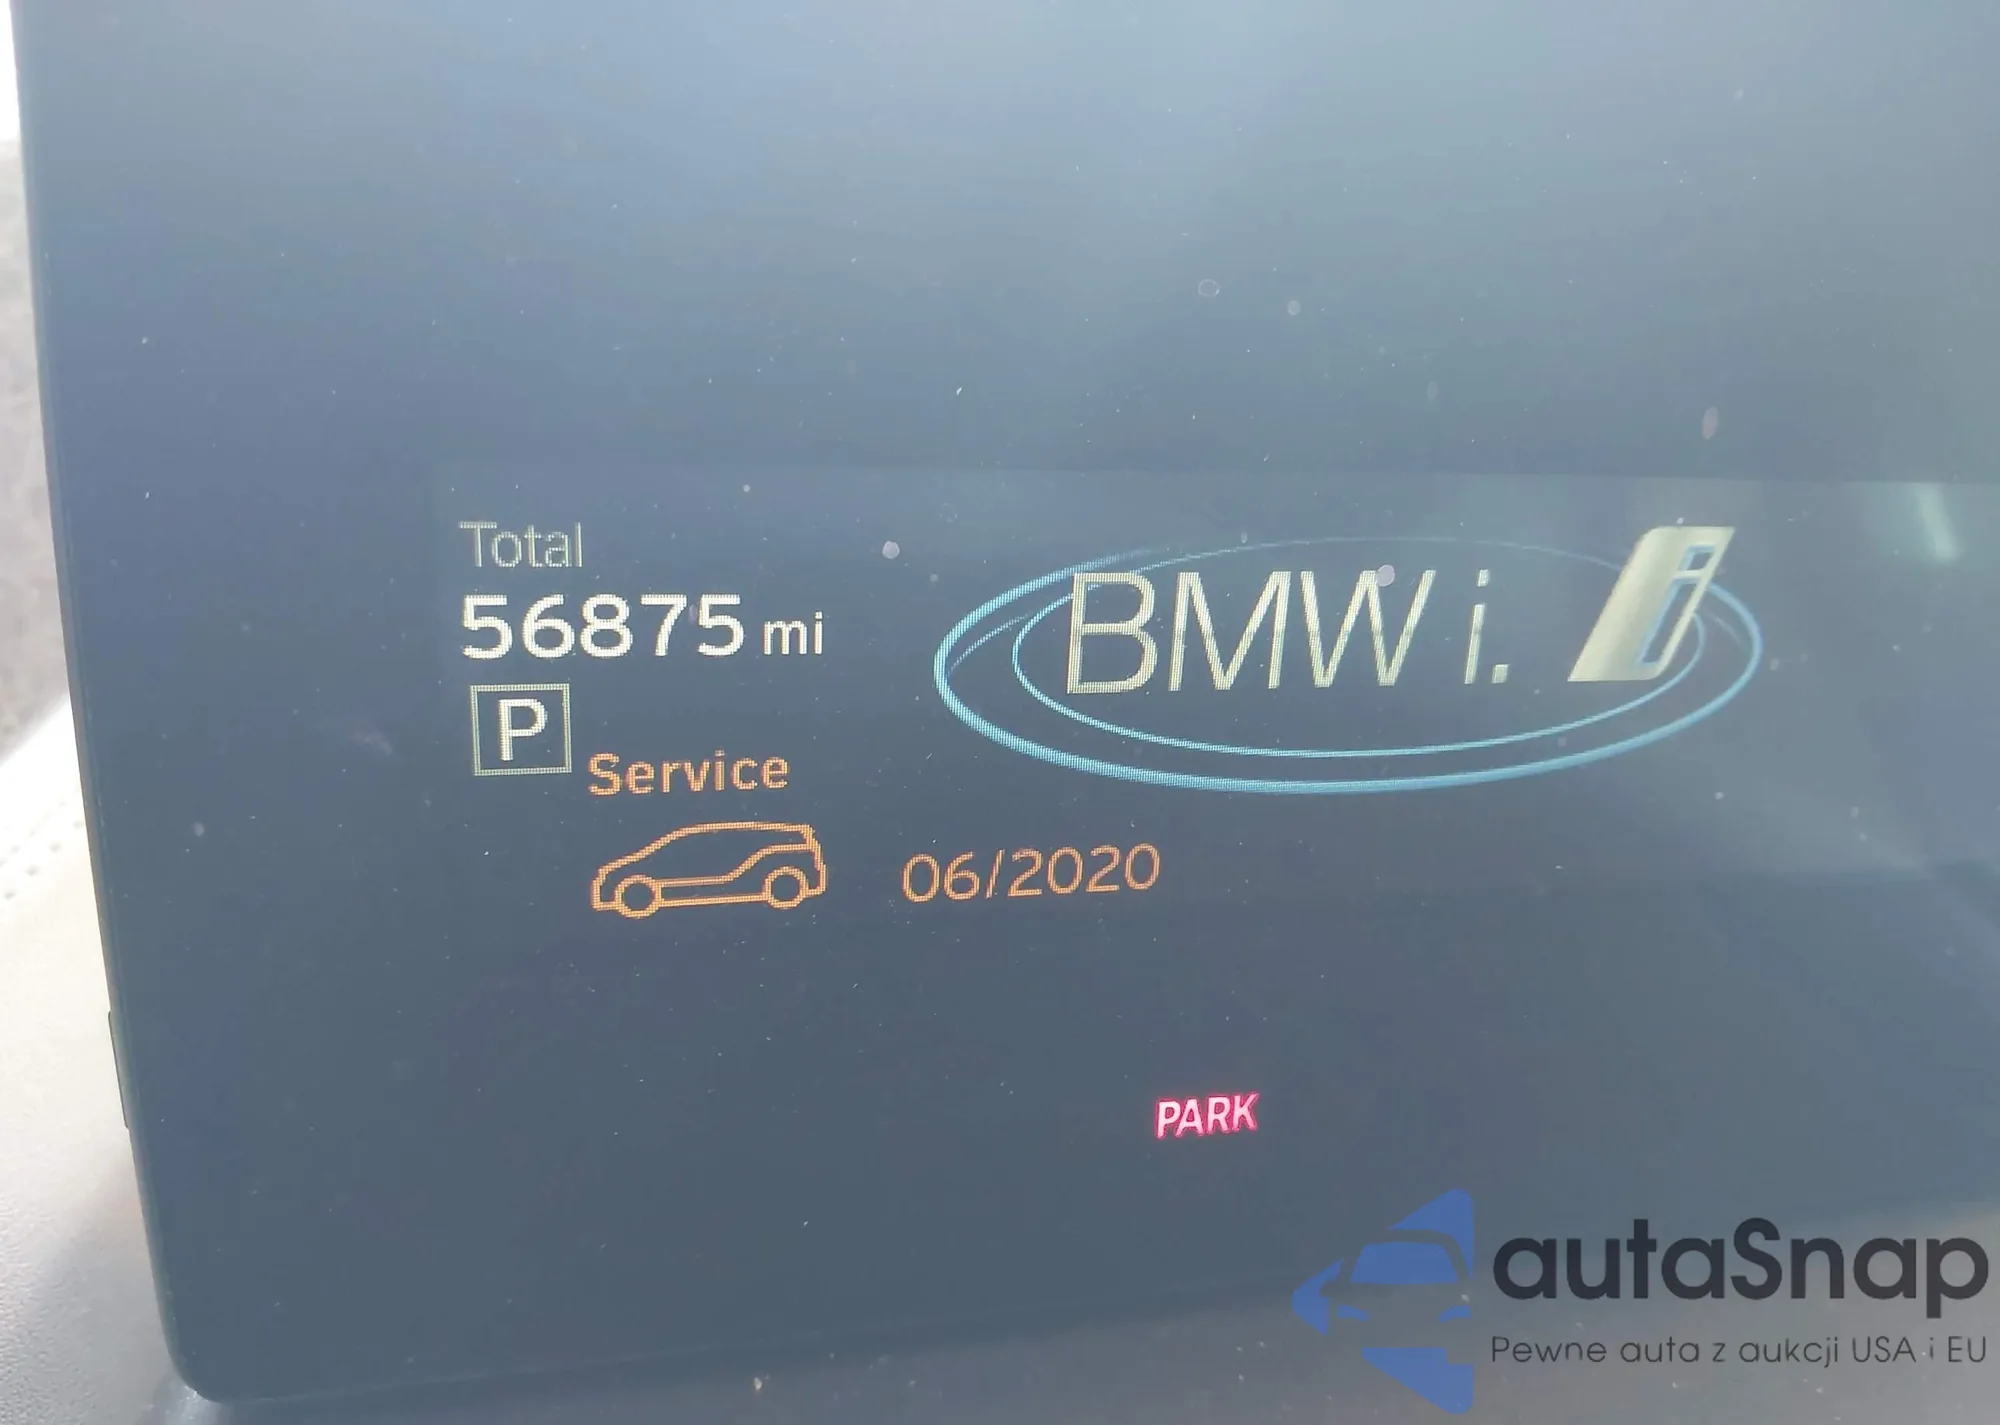 Total
56875 mi
BMW i. i
P
Service
06/2020
PARK
autaSnap
Pewne auta z aukcji USA i EU